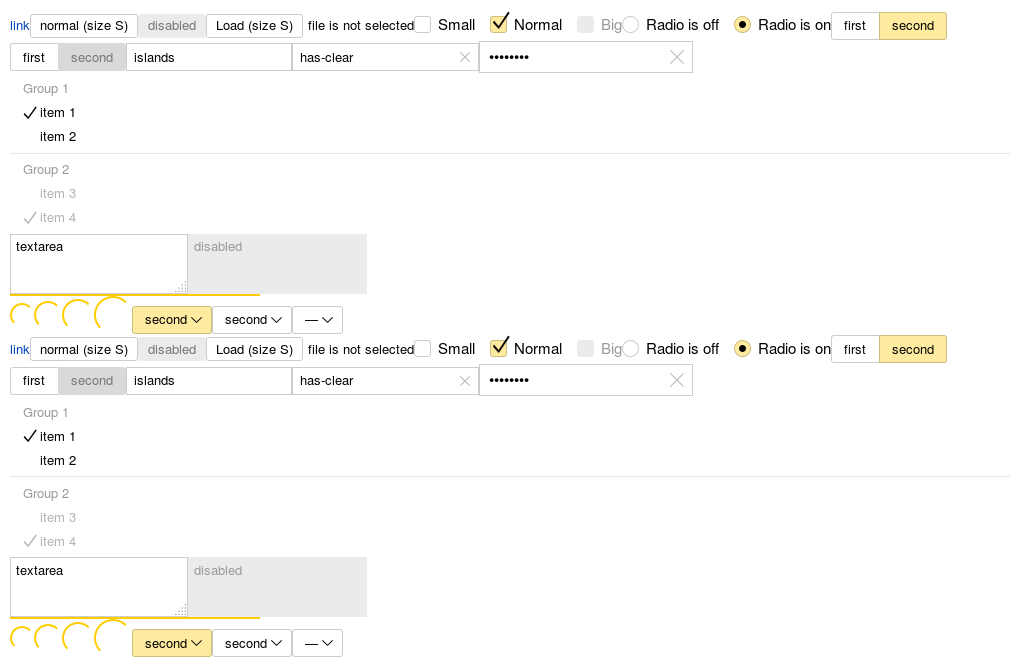 link normal (size S) disabled Load (size S) file is not selected Small Normal Big Radio is off Radio is on first second
first second islands has-clear ••••••••
Group 1
item 1
item 2
Group 2
item 3
item 4
textarea disabled
second second —
link normal (size S) disabled Load (size S) file is not selected Small Normal Big Radio is off Radio is on first second
first second islands has-clear ••••••••
Group 1
item 1
item 2
Group 2
item 3
item 4
textarea disabled
second second —